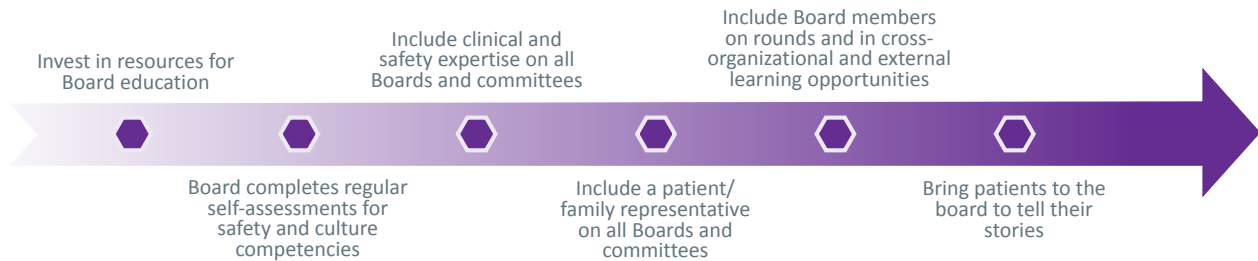 Invest in resources for
Board education
Board completes regular
self-assessments for
safety and culture
competencies
Include clinical and
safety expertise on all
Boards and committees
Include a patient/
family representative
on all Boards and
committees
Include Board members
on rounds and in cross-
organizational and external
learning opportunities
Bring patients to the
board to tell their
stories